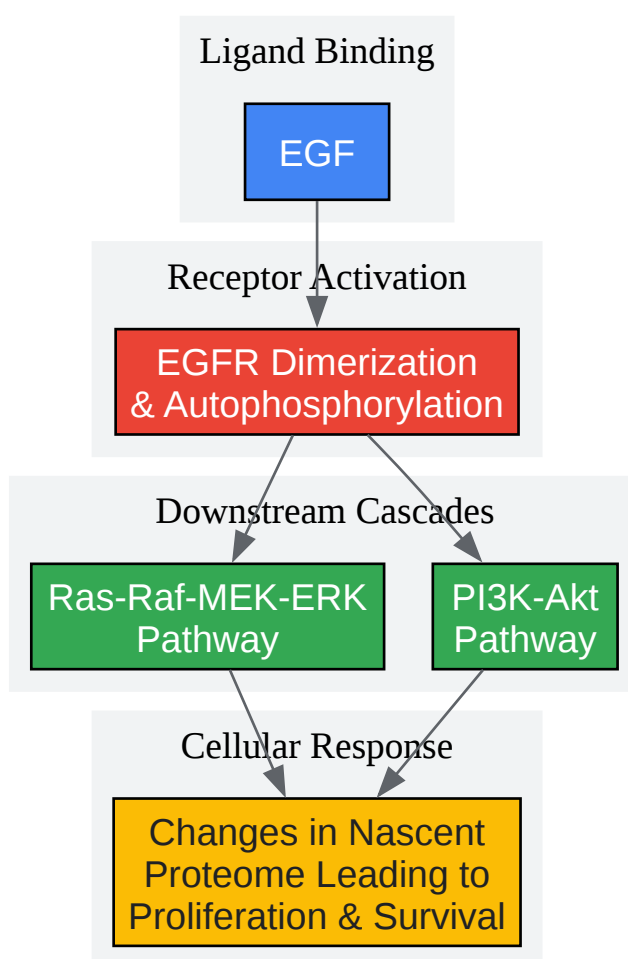 Ligand Binding
EGF
Receptor Activation
EGFR Dimerization
& Autophosphorylation
Downstream Cascades
Ras-Raf-MEK-ERK
Pathway
PI3K-Akt
Pathway
Cellular Response
Changes in Nascent
Proteome Leading to
Proliferation & Survival